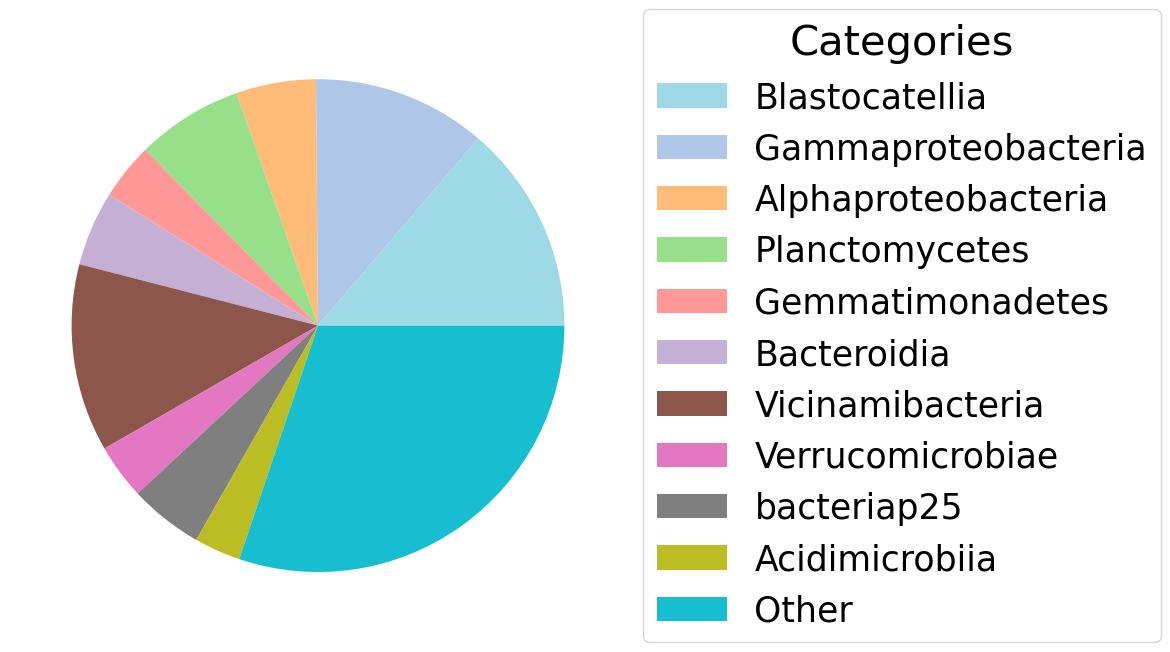 Categories
Blastocatellia
Gammaproteobacteria
Alphaproteobacteria
Planctomycetes
Gemmatimonadetes
Bacteroidia
Vicinamibacteria
Verrucomicrobiae
bacteriap25
Acidimicrobiia
Other